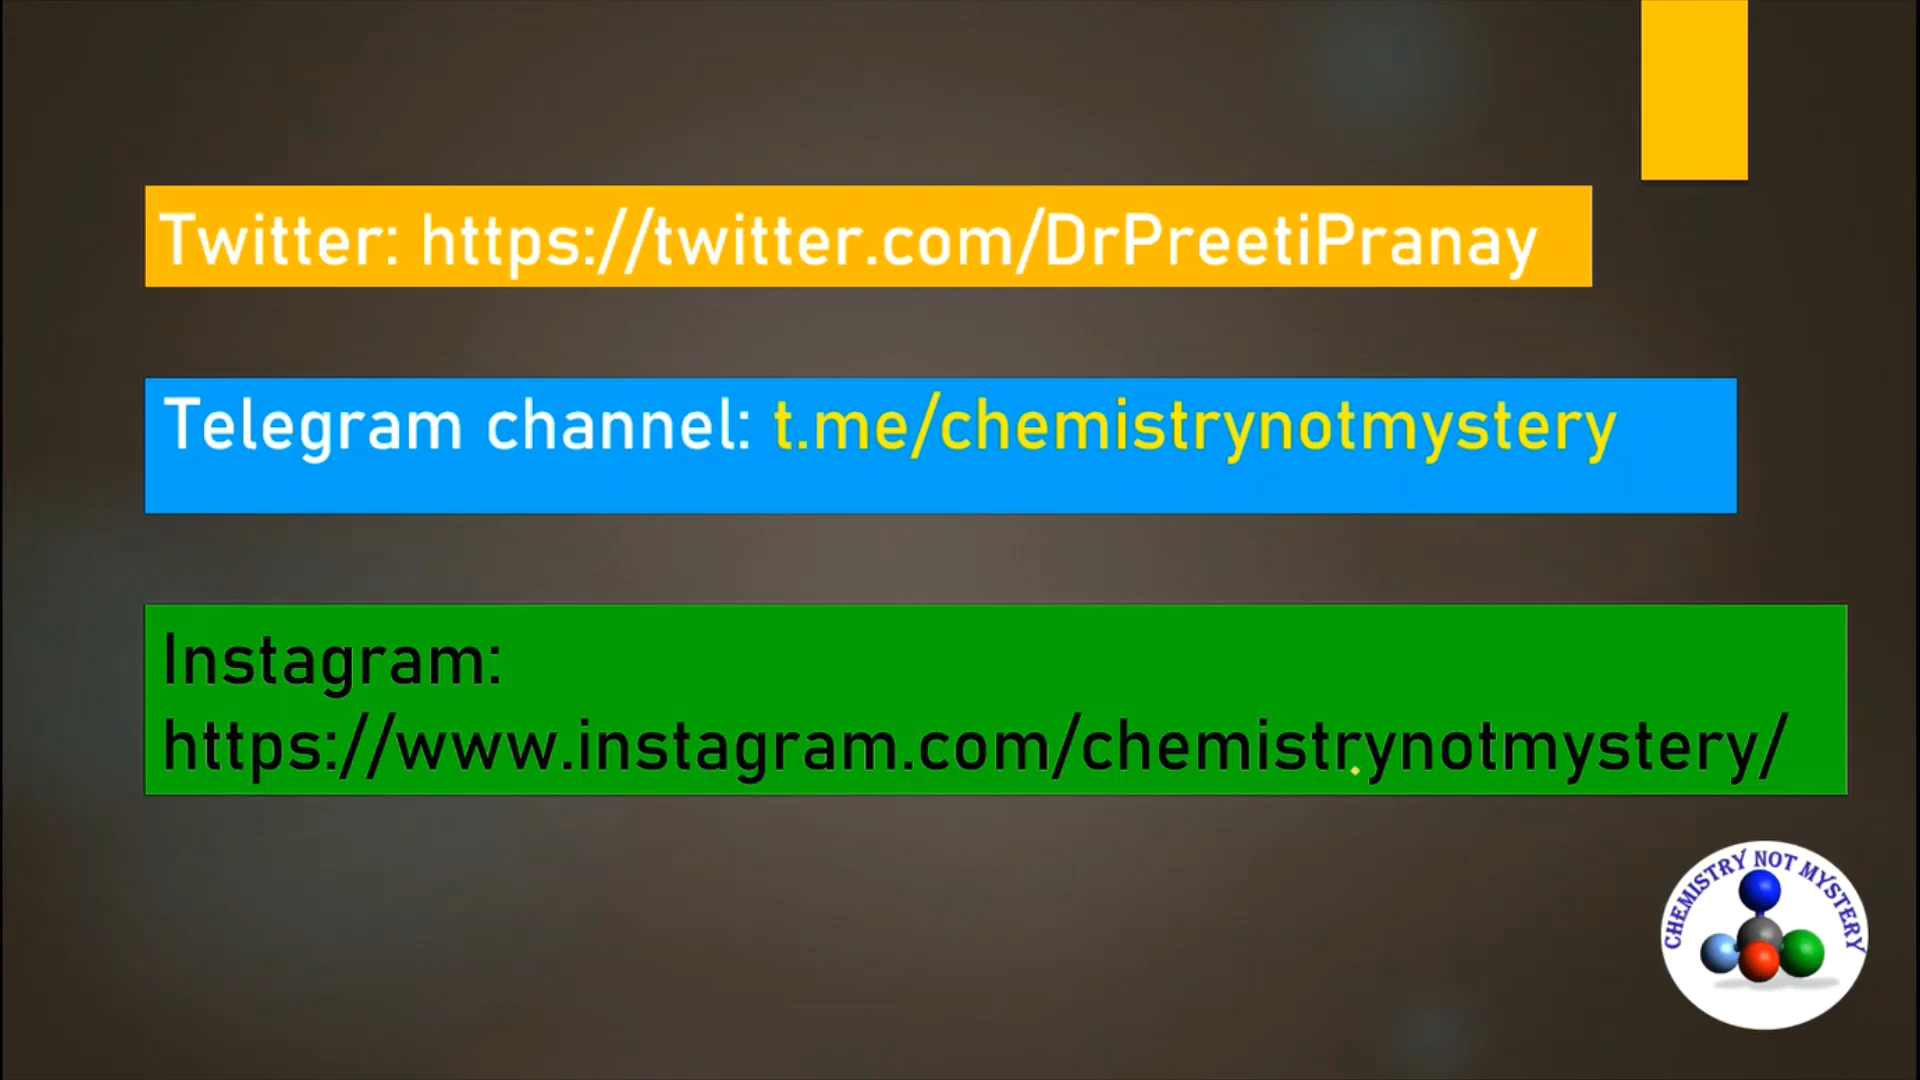 Twitter: https://twitter.com/DrPreetiPranay
Telegram channel: t.me/chemistrynotmystery
Instagram:
https://www.instagram.com/chemistrynotmystery/
CHEMISTRY NOT MYSTERY